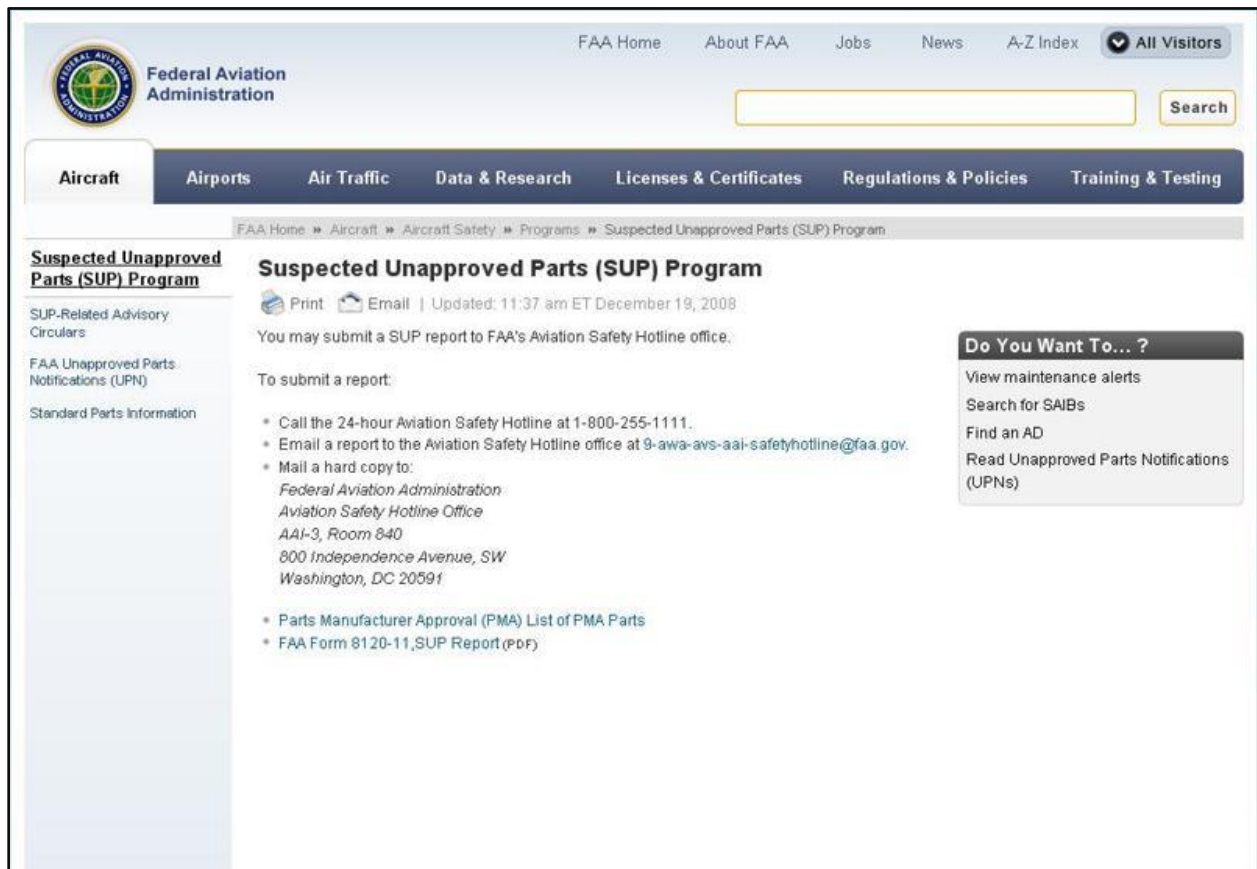 FAA Home About FAA Jobs News A-Z Index All Visitors
Federal Aviation
Administration
Search
Aircraft Airports Air Traffic Data & Research Licenses & Certificates Regulations & Policies Training & Testing
FAA Home » Aircraft » Aircraft Safety » Programs » Suspected Unapproved Parts (SUP) Program
Suspected Unapproved
Parts (SUP) Program
SUP-Related Advisory
Circulars
FAA Unapproved Parts
Notifications (UPN)
Standard Parts Information
Suspected Unapproved Parts (SUP) Program
Print Email | Updated: 11:37 am ET December 19, 2008
You may submit a SUP report to FAA's Aviation Safety Hotline office.
To submit a report:
Call the 24-hour Aviation Safety Hotline at 1-800-255-1111.
Email a report to the Aviation Safety Hotline office at 9-awa-avs-aai-safetyhotline@faa.gov.
Mail a hard copy to:
Federal Aviation Administration
Aviation Safety Hotline Office
AAI-3, Room 840
800 Independence Avenue, SW
Washington, DC 20591
Parts Manufacturer Approval (PMA) List of PMA Parts
FAA Form 8120-11,SUP Report (PDF)
Do You Want To... ?
View maintenance alerts
Search for SAIBs
Find an AD
Read Unapproved Parts Notifications
(UPNs)
FEDERAL AVIATION
ADMINISTRATION